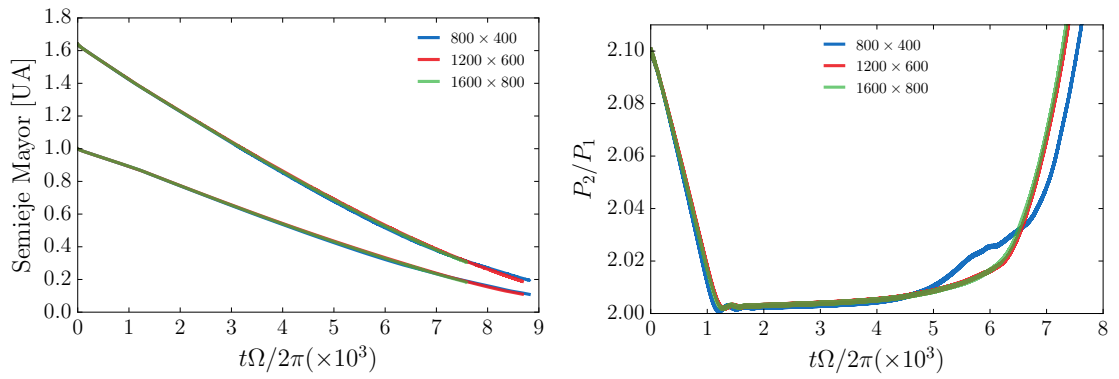 1.8
1.6
1.4
1.2
1.0
0.8
0.6
0.4
0.2
0.0
Semieje Mayor [UA]
800 × 400
1200 × 600
1600 × 800
0 1 2 3 4 5 6 7 8 9
tΩ/2π(×10³)
2.10
2.08
2.06
2.04
2.02
2.00
P₂/P₁
800 × 400
1200 × 600
1600 × 800
0 1 2 3 4 5 6 7 8
tΩ/2π(×10³)